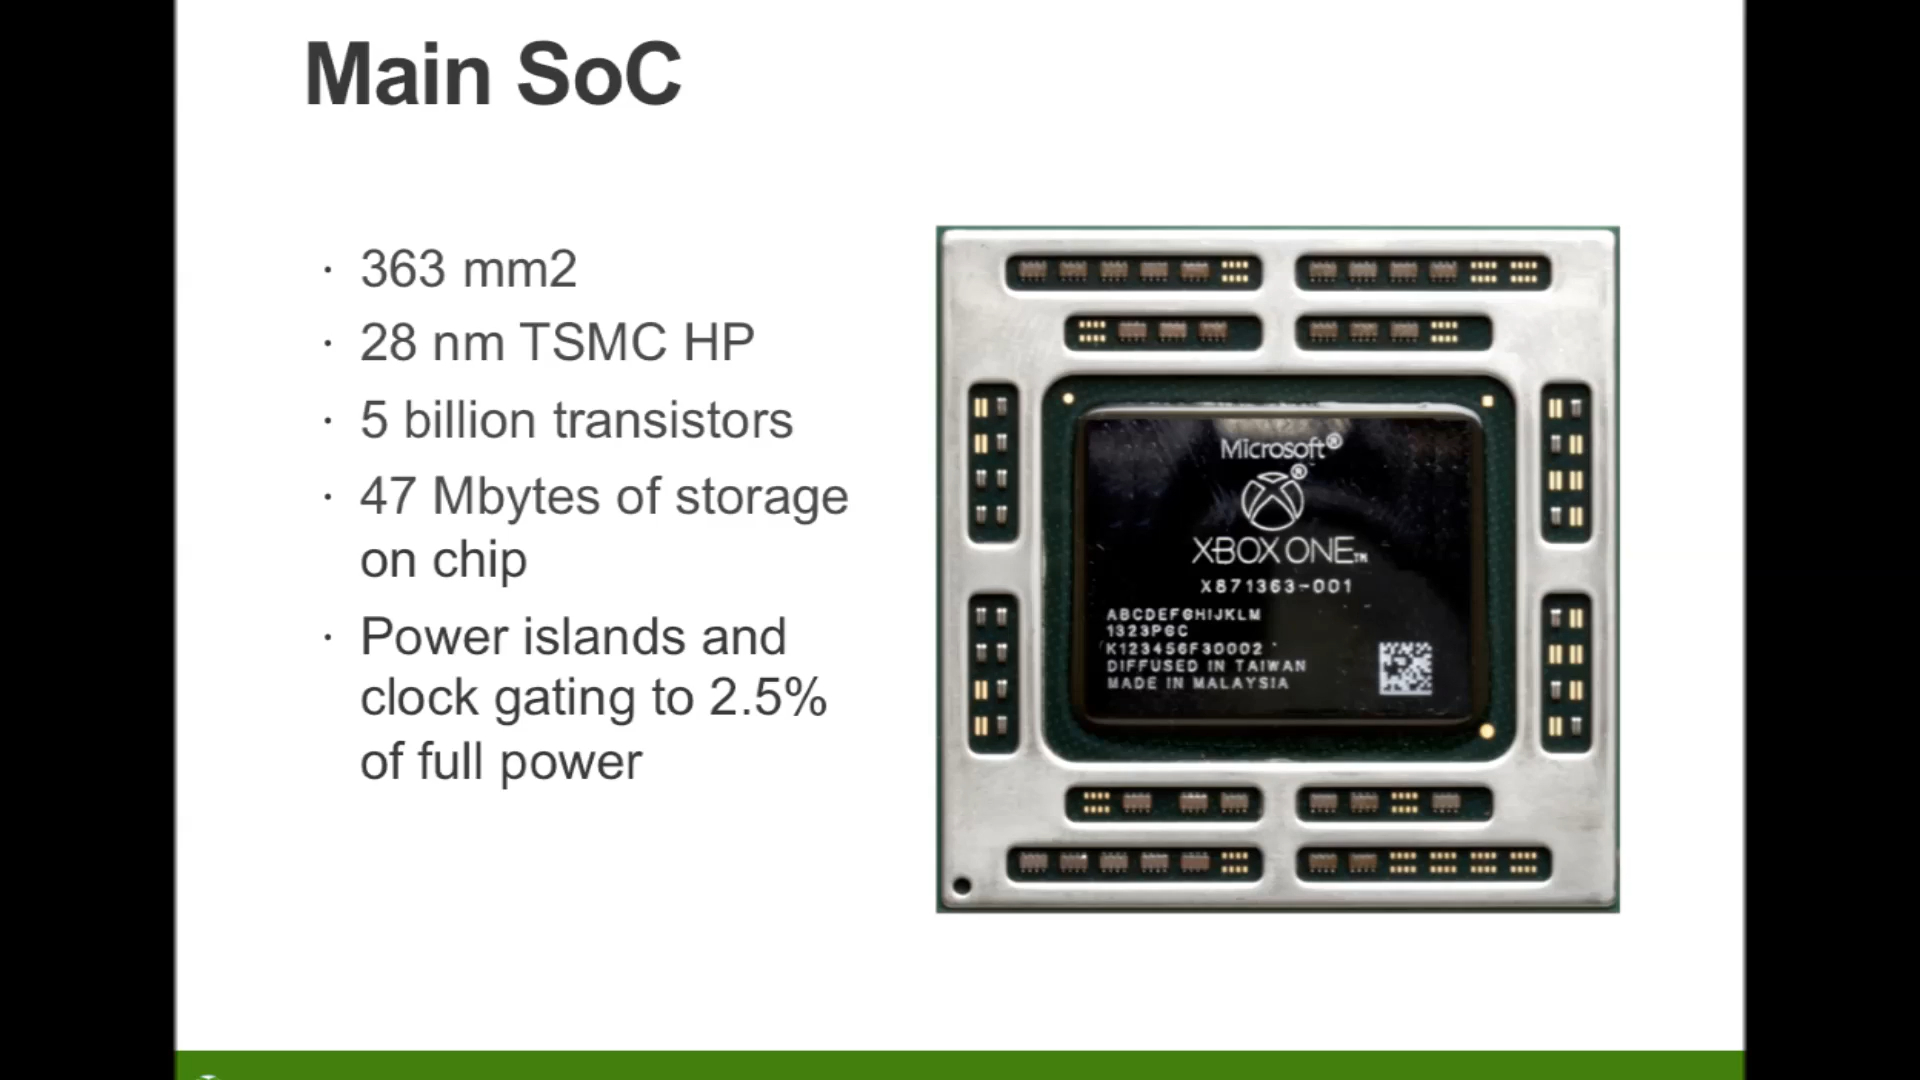 Main SoC
· 363 mm2
· 28 nm TSMC HP
· 5 billion transistors
· 47 Mbytes of storage
on chip
· Power islands and
clock gating to 2.5%
of full power
Microsoft®
®
XBOX ONE™
X871363-001
ABCDEFGHIJKLM
1323PGC
K123456F30002
DIFFUSED IN TAIWAN
MADE IN MALAYSIA